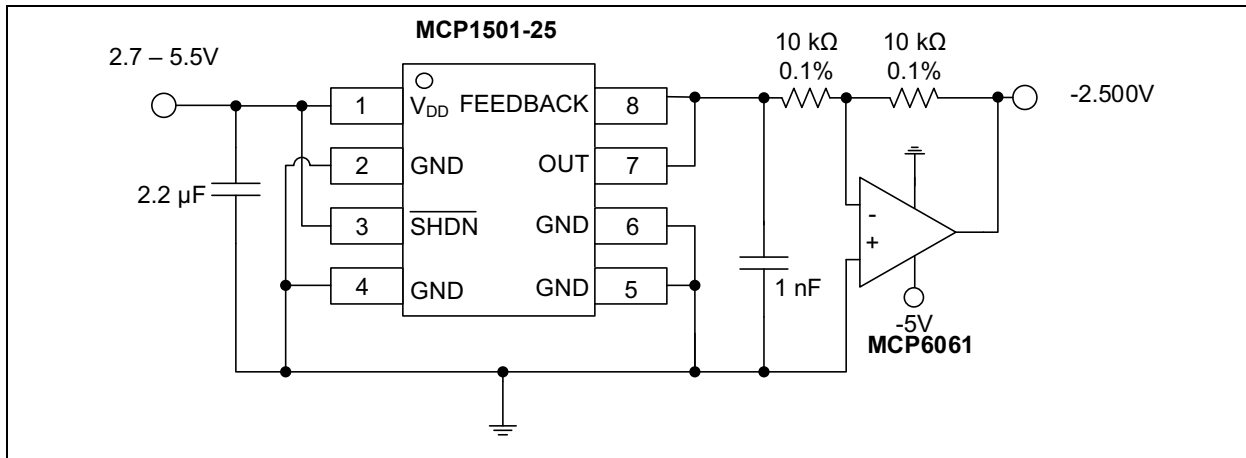 MCP1501-25
2.7 – 5.5V
10 kΩ
0.1%
10 kΩ
0.1%
1
VDD
FEEDBACK
8
-2.500V
2
GND
OUT
7
2.2 µF
3
SHDN
GND
6
-
+
4
GND
GND
5
1 nF
-5V
MCP6061